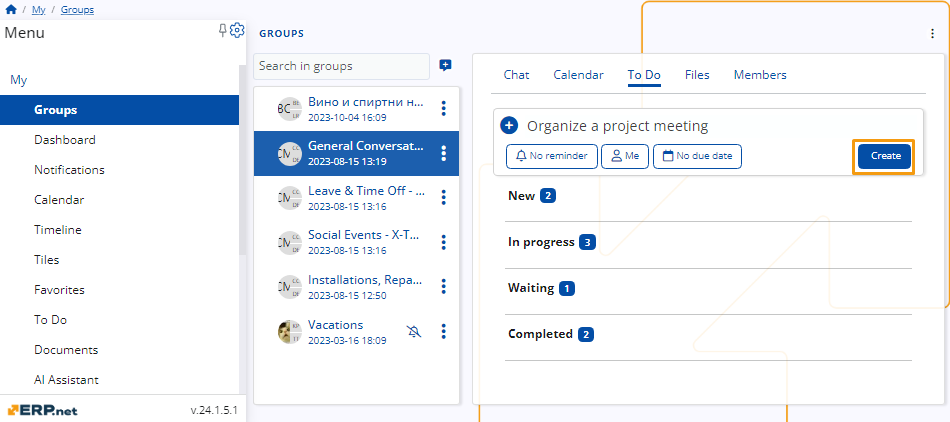 / My / Groups
Menu
My
Groups
Dashboard
Notifications
Calendar
Timeline
Tiles
Favorites
To Do
Documents
AI Assistant
ERP.net
v.24.1.5.1
GROUPS
Search in groups
Вино и спиртни н...
2023-10-04 16:09
General Conversat...
2023-08-15 13:19
Leave & Time Off - ...
2023-08-15 13:16
Social Events - X-T...
2023-08-15 13:16
Installations, Repa...
2023-08-15 12:50
Vacations
2023-03-16 18:09
Chat Calendar To Do Files Members
Organize a project meeting
No reminder Me No due date Create
New 2
In progress 3
Waiting 1
Completed 2